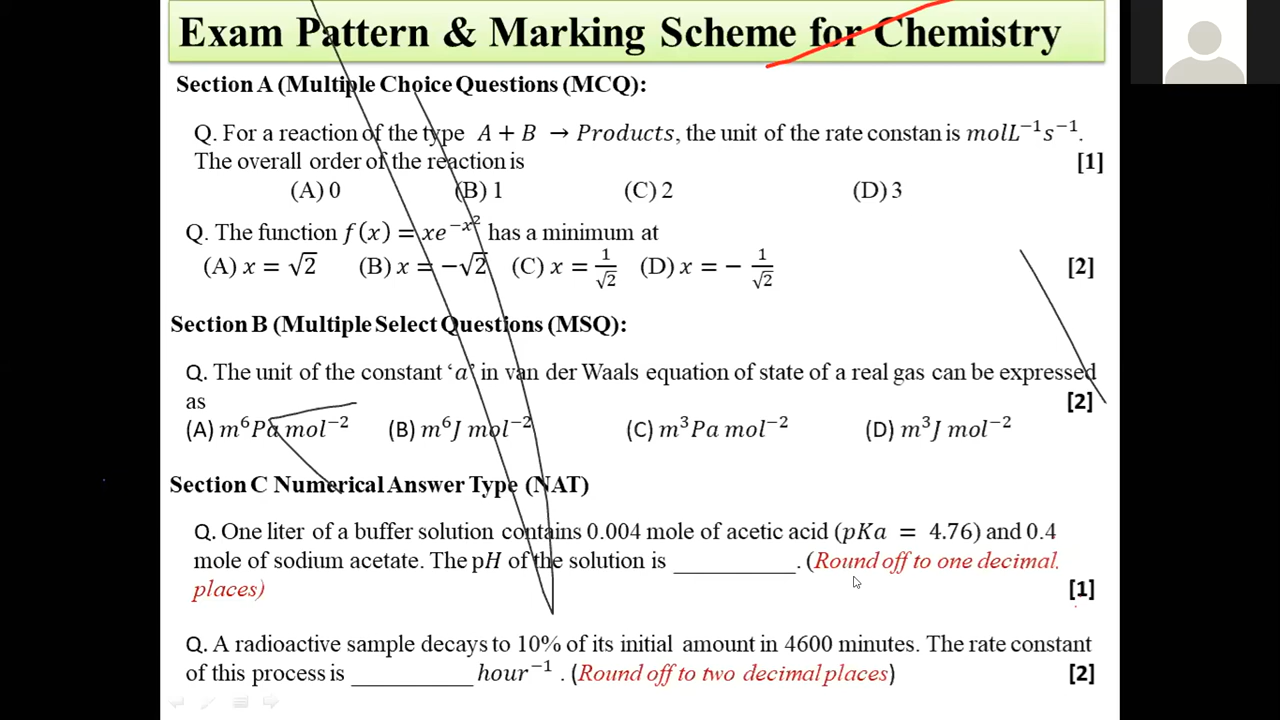 Exam Pattern & Marking Scheme for Chemistry
Section A (Multiple Choice Questions (MCQ):
Q. For a reaction of the type A + B → Products, the unit of the rate constan is molL⁻¹s⁻¹.
The overall order of the reaction is [1]
(A) 0 (B) 1 (C) 2 (D) 3
Q. The function f(x) = xe^{-x²} has a minimum at
(A) x = √2 (B) x = −√2 (C) x = 1/√2 (D) x = − 1/√2 [2]
Section B (Multiple Select Questions (MSQ):
Q. The unit of the constant ‘a’ in van der Waals equation of state of a real gas can be expressed
as [2]
(A) m⁶Pa mol⁻² (B) m⁶J mol⁻² (C) m³Pa mol⁻² (D) m³J mol⁻²
Section C Numerical Answer Type (NAT)
Q. One liter of a buffer solution contains 0.004 mole of acetic acid (pKa = 4.76) and 0.4
mole of sodium acetate. The pH of the solution is __________. (Round off to one decimal
places) [1]
Q. A radioactive sample decays to 10% of its initial amount in 4600 minutes. The rate constant
of this process is __________ hour⁻¹ . (Round off to two decimal places) [2]